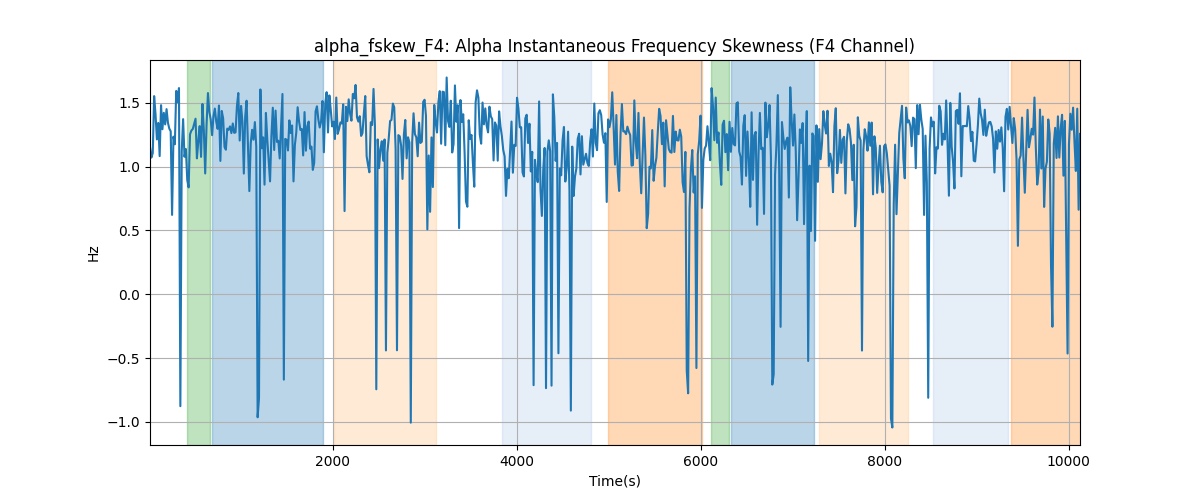 alpha_fskew_F4: Alpha Instantaneous Frequency Skewness (F4 Channel)
1.5
1.0
0.5
0.0
−0.5
−1.0
Hz
2000 4000 6000 8000 10000
Time(s)